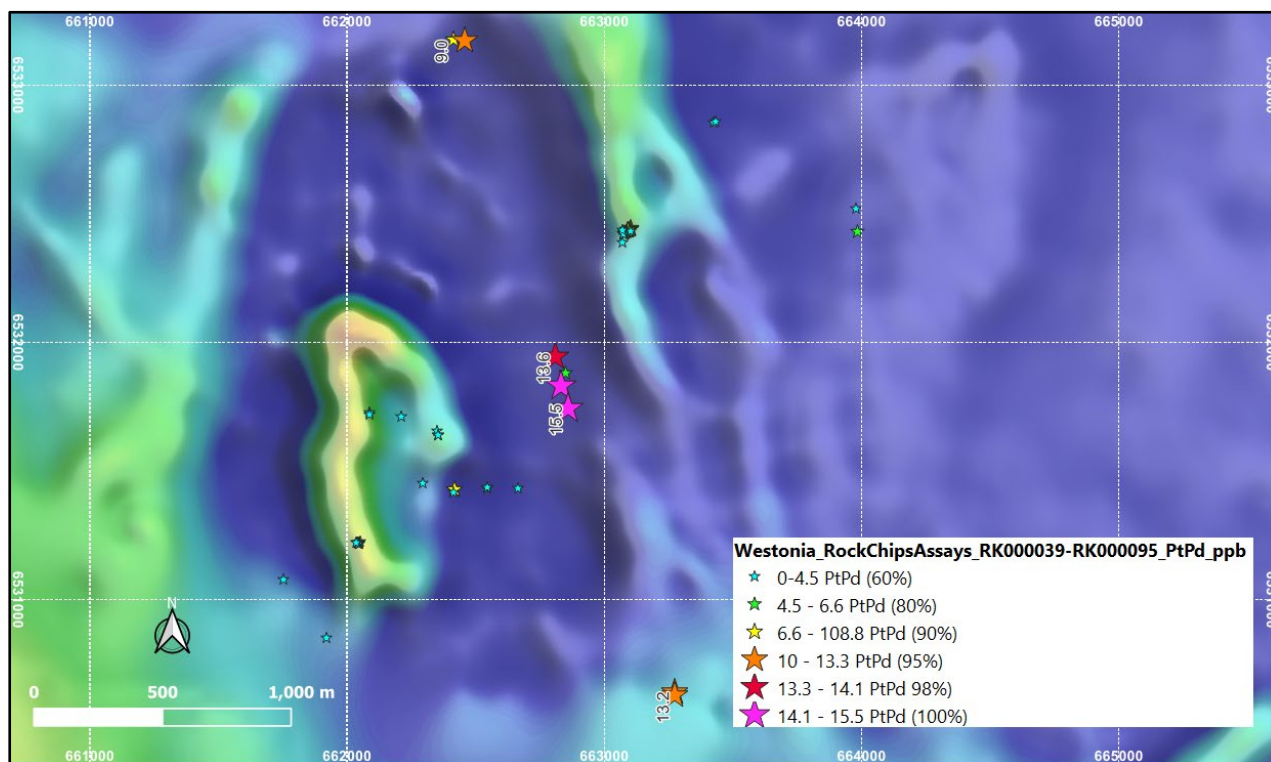 661000 662000 663000 664000 665000
9.0
6533000 6533000
6532000 6532000
13.6
15.5
Westonia_RockChipsAssays_RK000039-RK000095_PtPd_ppb
0-4.5 PtPd (60%)
4.5 - 6.6 PtPd (80%)
6.6 - 108.8 PtPd (90%)
10 - 13.3 PtPd (95%)
13.3 - 14.1 PtPd 98%)
14.1 - 15.5 PtPd (100%)
6531000 6531000
N
0 500 1,000 m
13.2
661000 662000 663000 664000 665000